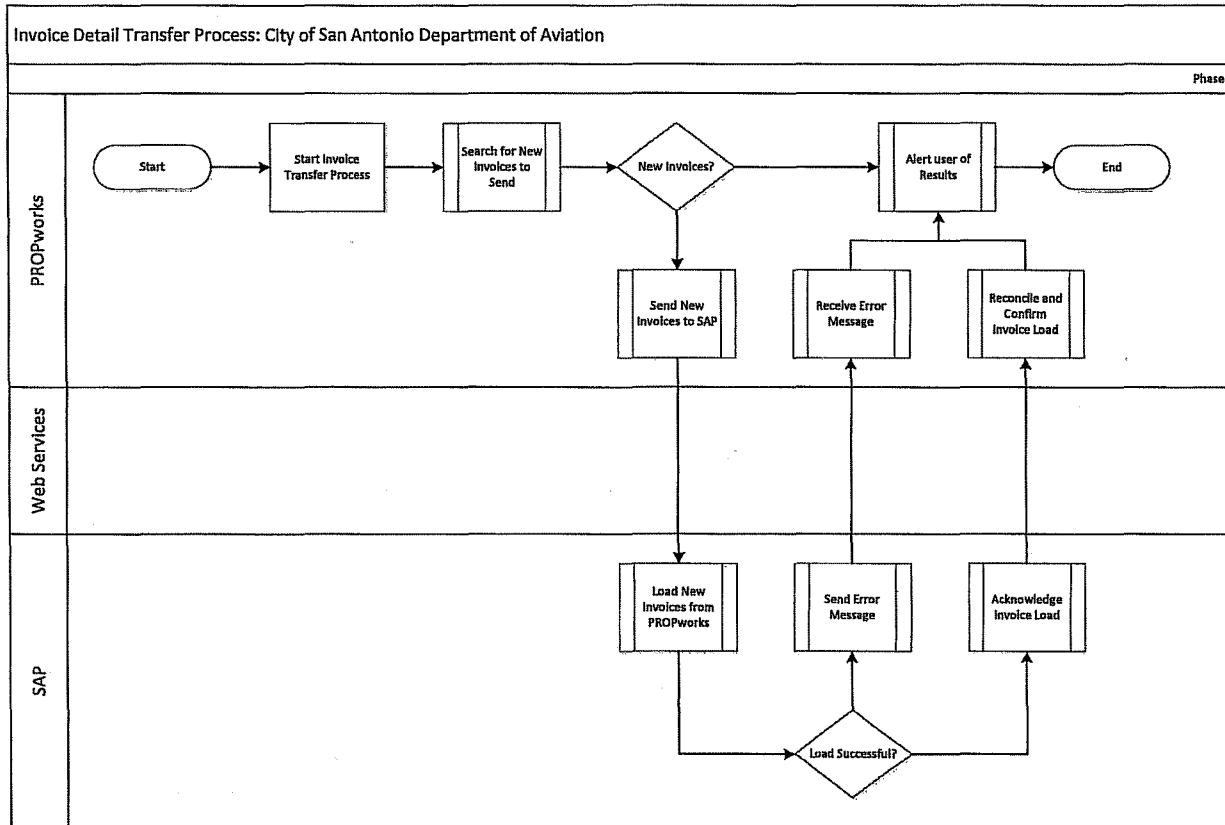 Invoice Detail Transfer Process: City of San Antonio Department of Aviation
Phase
PROPworks
Start
Start Invoice
Transfer Process
Search for New
Invoices to
Send
New Invoices?
Alert user of
Results
End
Send New
Invoices to SAP
Receive Error
Message
Reconcile and
Confirm
Invoice Load
Web Services
SAP
Load New
Invoices from
PROPworks
Send Error
Message
Acknowledge
Invoice Load
Load Successful?